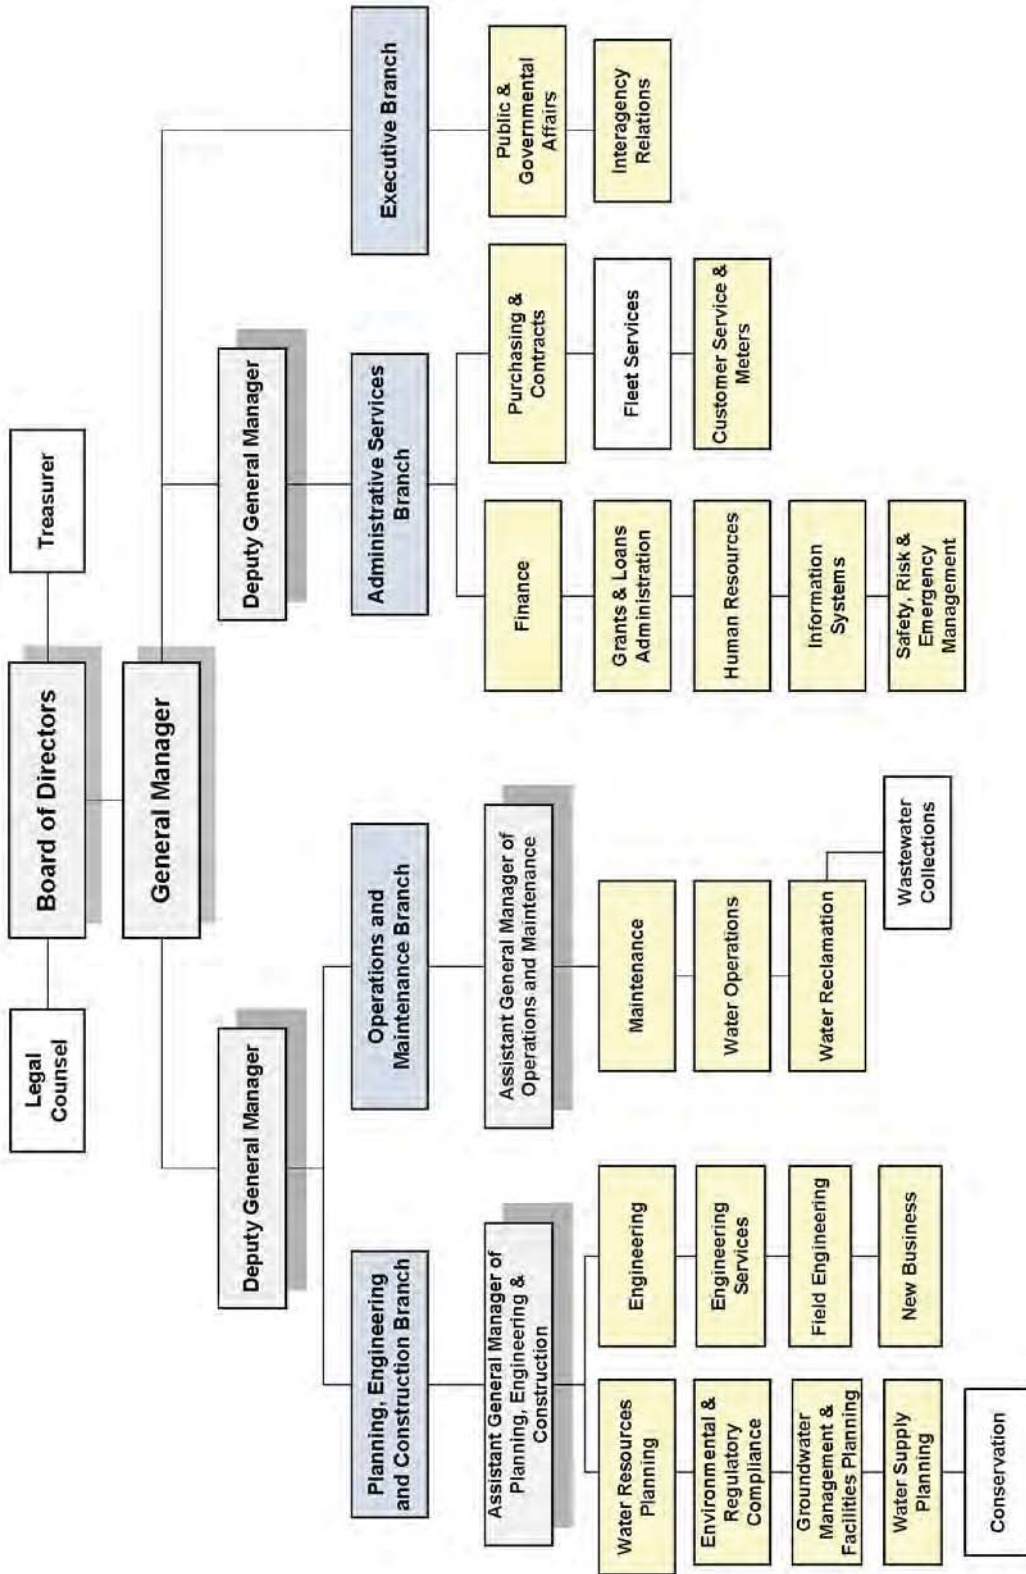 Legal
Counsel
Board of Directors
Treasurer
General Manager
Deputy General Manager
Deputy General Manager
Planning, Engineering
and Construction Branch
Operations and
Maintenance Branch
Administrative Services
Branch
Executive Branch
Assistant General Manager of
Planning, Engineering &
Construction
Assistant General Manager of
Operations and Maintenance
Finance
Purchasing &
Contracts
Public &
Governmental
Affairs
Water Resources
Planning
Engineering
Maintenance
Grants & Loans
Administration
Fleet Services
Interagency
Relations
Environmental &
Regulatory
Compliance
Engineering
Services
Water Operations
Human Resources
Customer Service &
Meters
Groundwater
Management &
Facilities Planning
Field Engineering
Water Reclamation
Information
Systems
Water Supply
Planning
New Business
Wastewater
Collections
Safety, Risk &
Emergency
Management
Conservation